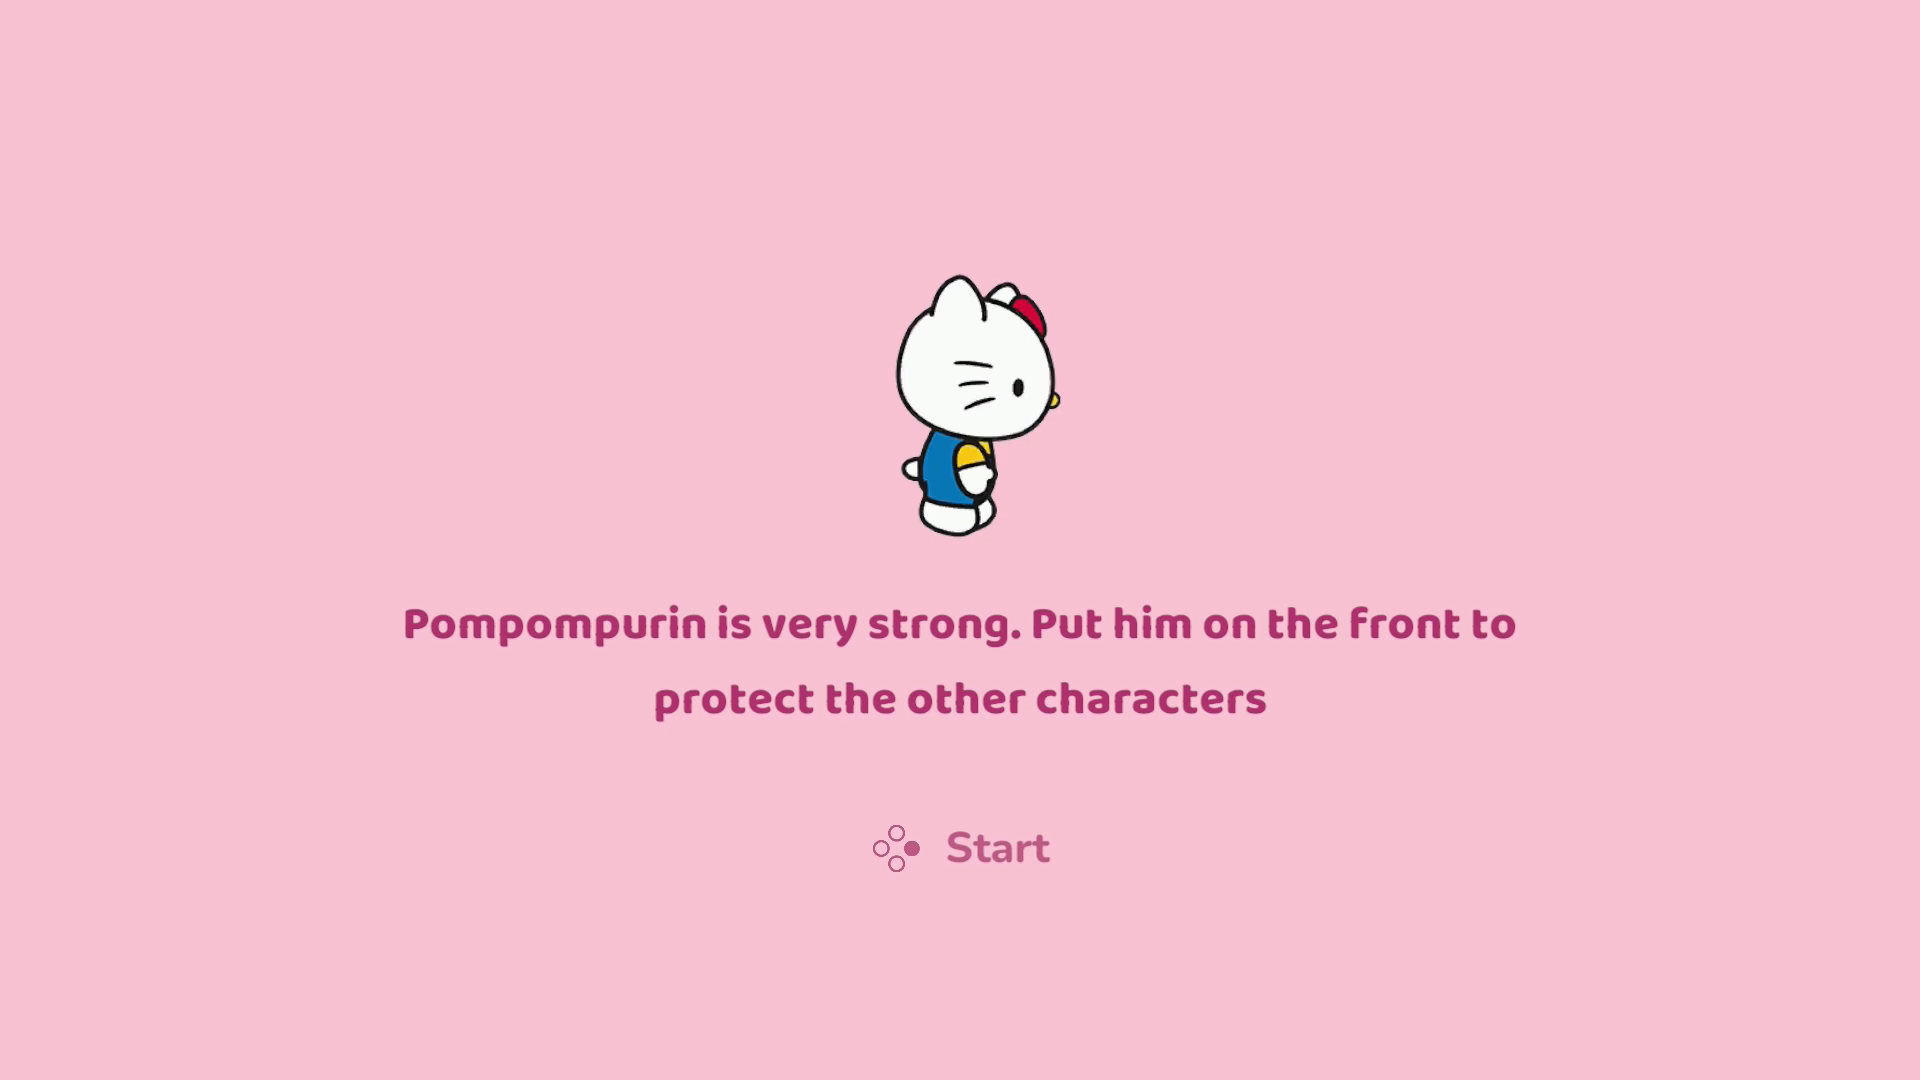 Pompompurin is very strong. Put him on the front to
protect the other characters
Start